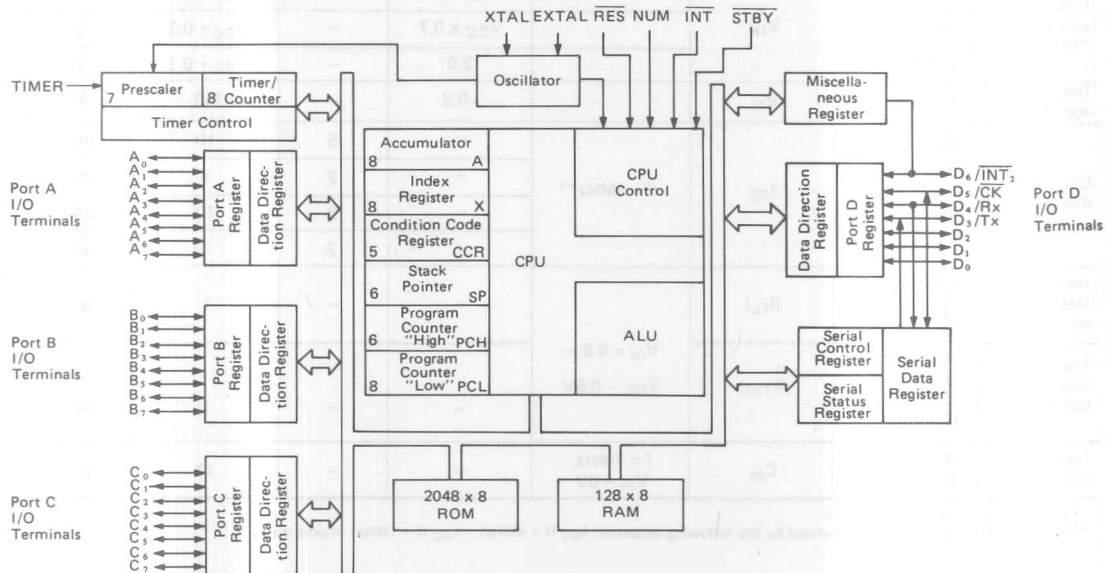 XTAL EXTAL RES NUM INT STBY
TIMER
7 Prescaler
8 Timer/
Counter
Timer Control
Oscillator
Miscella-
neous
Register
Port A
I/O
Terminals
A0
A1
A2
A3
A4
A5
A6
A7
Port A
Register
Data Direc-
tion Register
Accumulator
8 A
Index
Register
8 X
Condition Code
Register
5 CCR
Stack
Pointer
6 SP
Program
Counter
6 "High" PCH
Program
Counter
8 "Low" PCL
CPU
CPU
Control
ALU
Data Direction
Register
Port D
Register
D6/INT2
D5/CK
D4/Rx
D3/Tx
D2
D1
D0
Port D
I/O
Terminals
Port B
I/O
Terminals
B0
B1
B2
B3
B4
B5
B6
B7
Port B
Register
Data Direc-
tion Register
Serial
Control
Register
Serial
Status
Register
Serial
Data
Register
Port C
I/O
Terminals
C0
C1
C2
C3
C4
C5
C6
C7
Port C
Register
Data Direc-
tion Register
2048 x 8
ROM
128 x 8
RAM